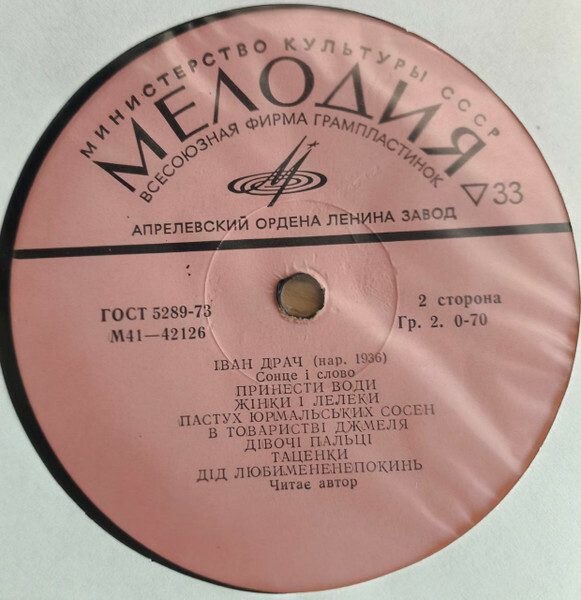 МИНИСТЕРСТВО КУЛЬТУРЫ СССР
МЕЛОДИЯ
ВСЕСОЮЗНАЯ ФИРМА ГРАМПЛАСТИНОК
▽33
АПРЕЛЕВСКИЙ ОРДЕНА ЛЕНИНА ЗАВОД
ГОСТ 5289-73
М41—42126
2 сторона
Гр. 2. 0-70
ІВАН ДРАЧ (нар. 1936)
Сонце і слово
ПРИНЕСТИ ВОДИ
ЖІНКИ І ЛЕЛЕКИ
ПАСТУХ ЮРМАЛЬСЬКИХ СОСЕН
В ТОВАРИСТВІ ДЖМЕЛЯ
ДІВОЧІ ПАЛЬЦІ
ТАЦЕНКИ
ДІД ЛЮБИМЕНЕНЕПОКИНЬ
Читає автор